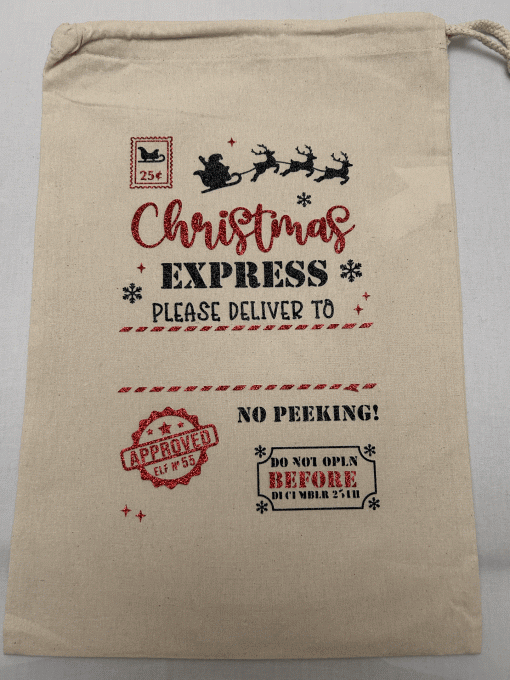 25¢
Christmas
EXPRESS
PLEASE DELIVER TO
NO PEEKING!
APPROVED
ELF Nº 55
DO NOT OPEN
BEFORE
DECEMBER 25TH